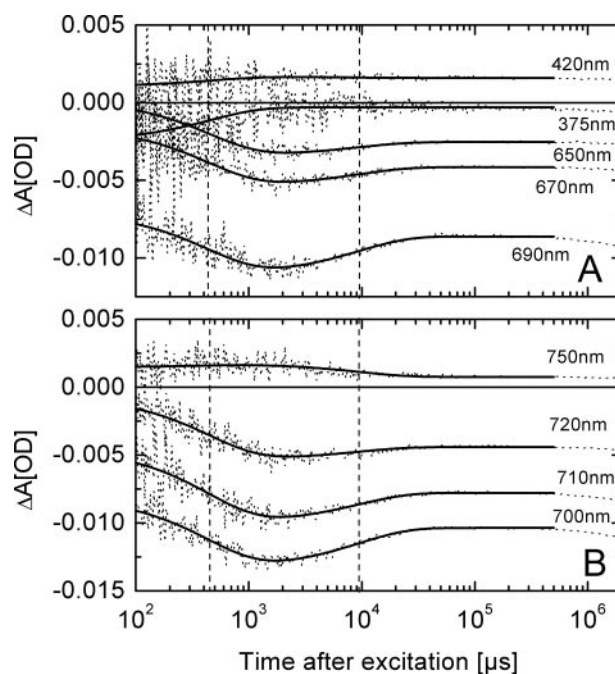 0.005
0.000
-0.005
-0.010
ΔA[OD]
420nm
375nm
650nm
670nm
690nm
A
0.005
0.000
-0.005
-0.010
-0.015
ΔA[OD]
750nm
720nm
710nm
700nm
B
10² 10³ 10⁴ 10⁵ 10⁶
Time after excitation [µs]